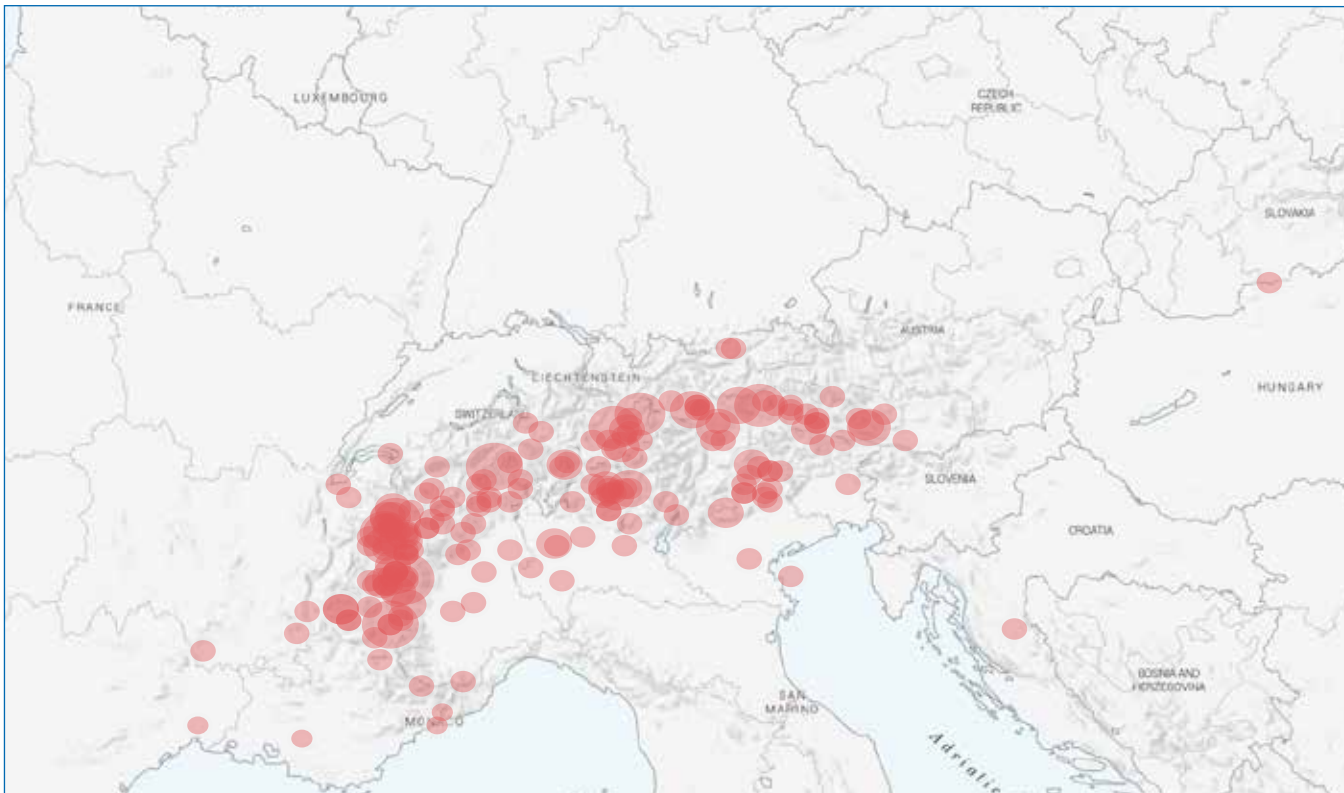 LUXEMBOURG
CZECH
REPUBLIC
SLOVAKIA
FRANCE
AUSTRIA
LIECHTENSTEIN
HUNGARY
SWITZERLAND
SLOVENIA
CROATIA
BOSNIA AND
HERZEGOVINA
SAN
MARINO
MONACO
Adriatic